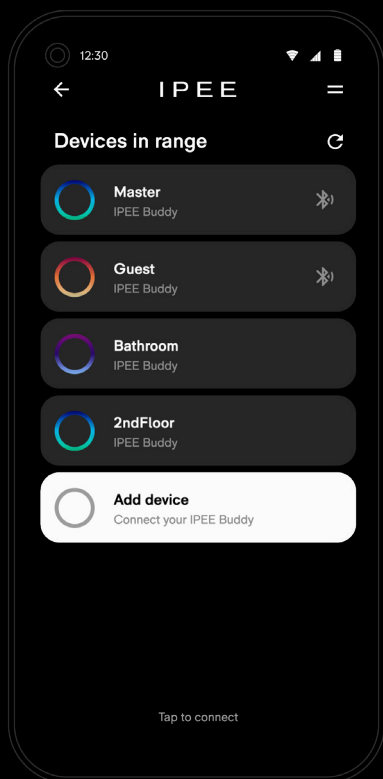 12:30
IPEE
Devices in range
Master
IPEE Buddy
Guest
IPEE Buddy
Bathroom
IPEE Buddy
2ndFloor
IPEE Buddy
Add device
Connect your IPEE Buddy
Tap to connect